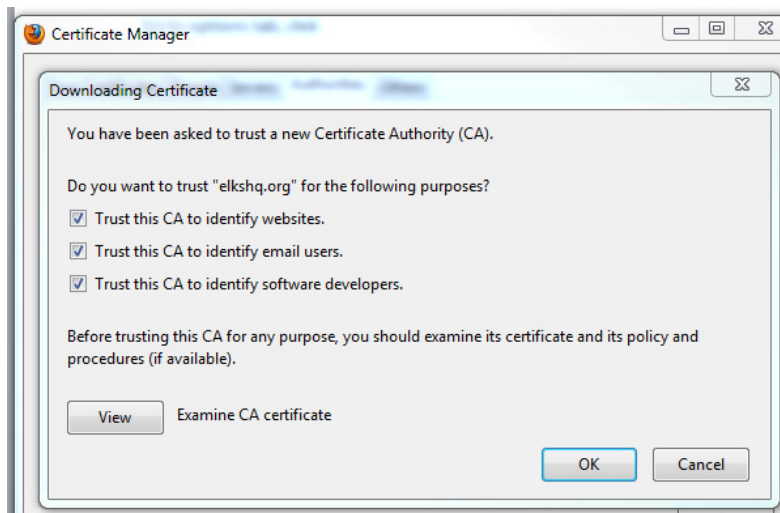 Certificate Manager
Downloading Certificate
You have been asked to trust a new Certificate Authority (CA).
Do you want to trust "elkshq.org" for the following purposes?
Trust this CA to identify websites.
Trust this CA to identify email users.
Trust this CA to identify software developers.
Before trusting this CA for any purpose, you should examine its certificate and its policy and
procedures (if available).
View
Examine CA certificate
OK
Cancel